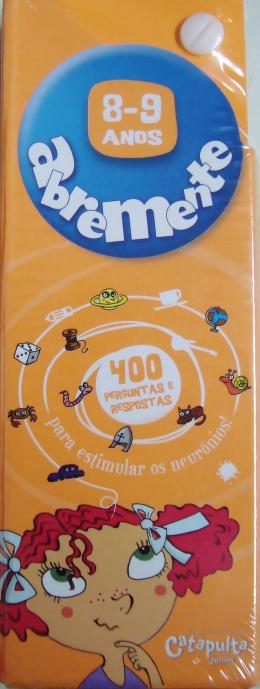 8-9
ANOS
abremente
400
PERGUNTAS E
RESPOSTAS
para estimular os neurônios!
Catapulta
Junior